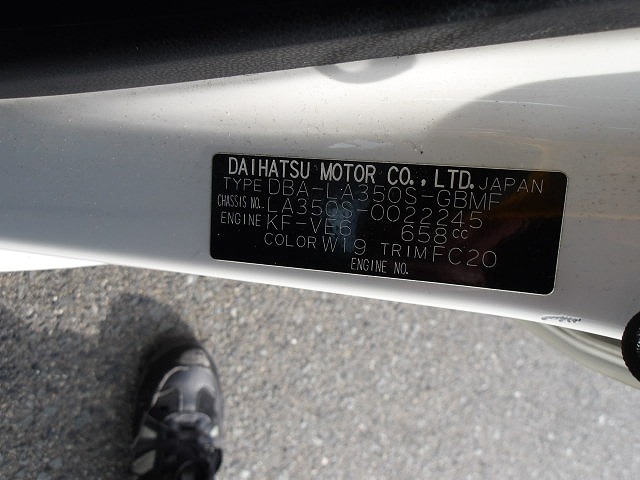 DAIHATSU MOTOR CO., LTD. JAPAN
TYPE DBA-LA350S-GBMF
CHASSIS NO. LA350S-0022245
ENGINE KF-VE6 658cc
COLOR W19 TRIM FC20
ENGINE NO.